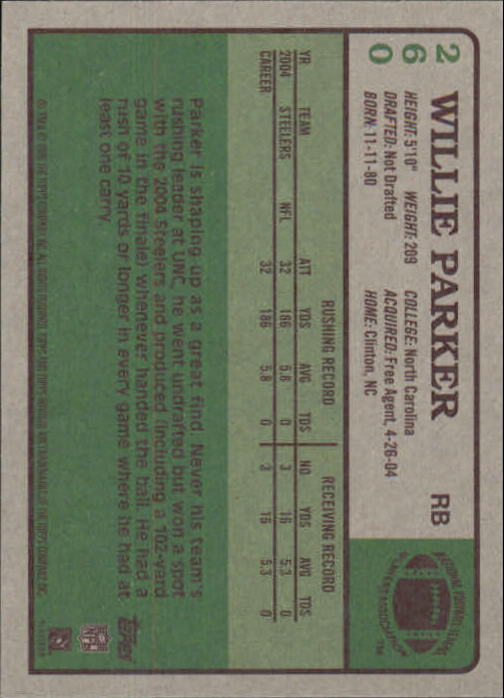 260
WILLIE PARKER RB
HEIGHT: 5'10" WEIGHT: 209 COLLEGE: North Carolina
DRAFTED: Not Drafted ACQUIRED: Free Agent, 4-26-04
BORN: 11-11-80 HOME: Clinton, NC
RUSHING RECORD RECEIVING RECORD
YR TEAM ATT YDS AVG TDS NO YDS AVG TDS
2004 STEELERS NFL 32 186 5.8 0 3 16 5.3 0
CAREER 32 186 5.8 0 3 16 5.3 0
Parker is shaping up as a great find. Never his team's
rushing leader at UNC, he went undrafted but won a spot
with the 2004 Steelers and produced (including a 102-yard
game in the finale) whenever handed the ball. He had a
rush of 10 yards or longer in every game where he had at
least one carry.
TOPPS
NFL